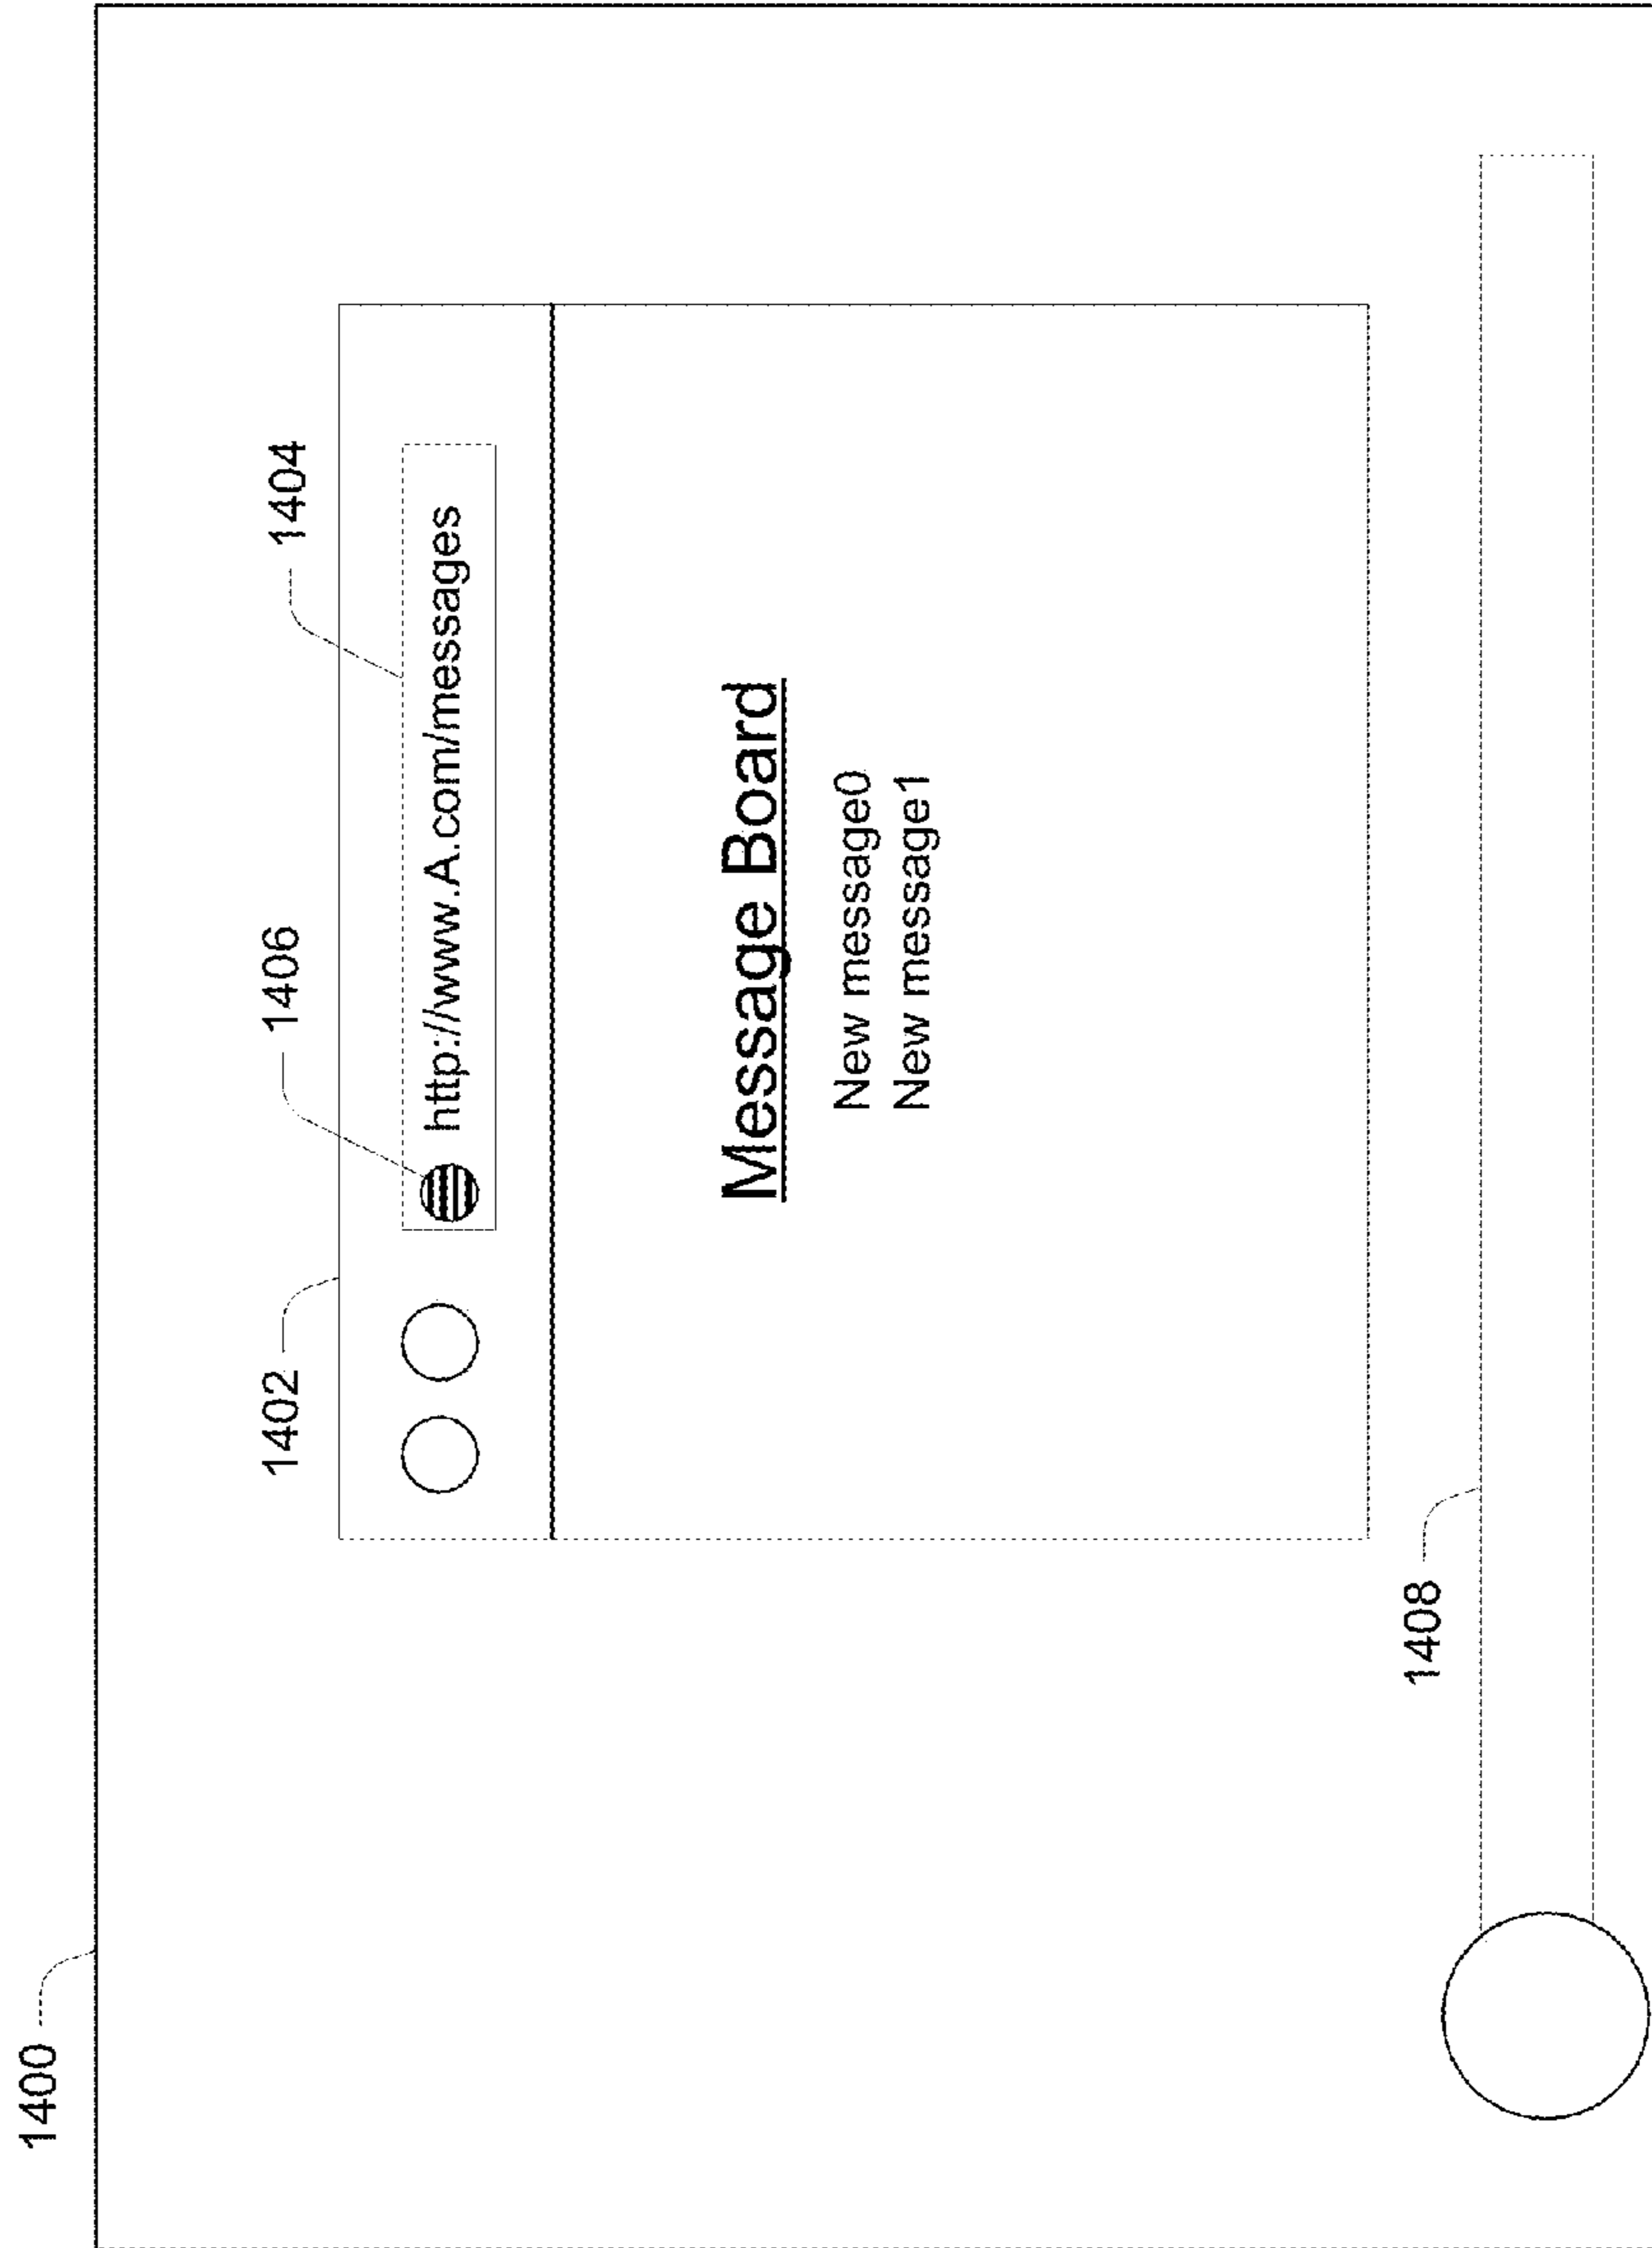 1400
1402
1406
1404
http://www.A.com/messages
Message Board
New message0
New message1
1408